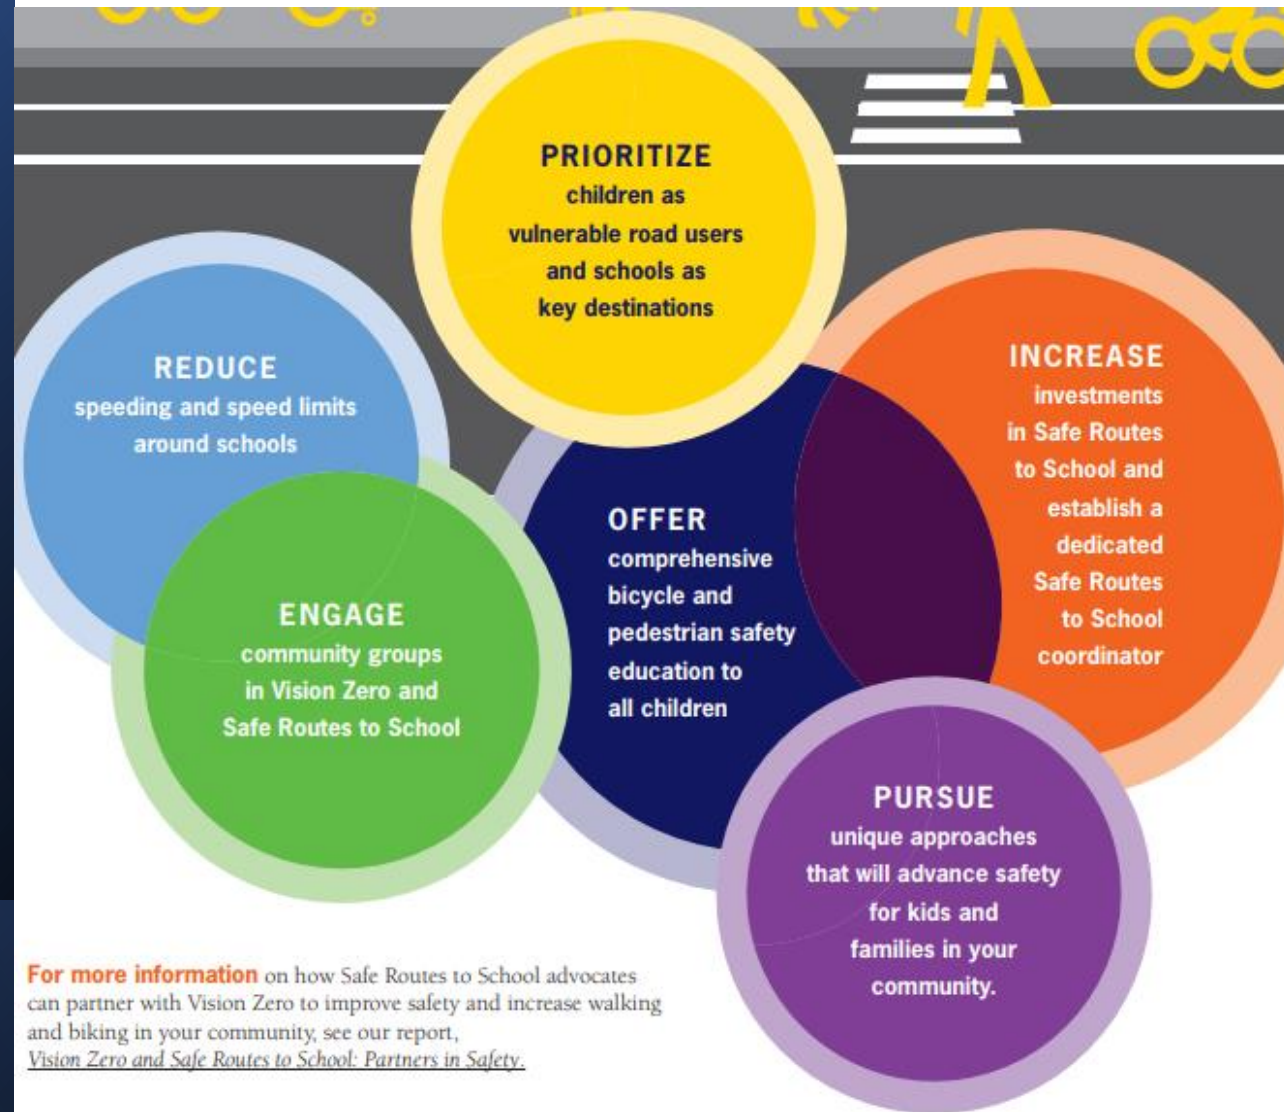 PRIORITIZE
children as
vulnerable road users
and schools as
key destinations
REDUCE
speeding and speed limits
around schools
INCREASE
investments
in Safe Routes
to School and
establish a
dedicated
Safe Routes
to School
coordinator
OFFER
comprehensive
bicycle and
pedestrian safety
education to
all children
ENGAGE
community groups
in Vision Zero and
Safe Routes to School
PURSUE
unique approaches
that will advance safety
for kids and
families in your
community.
For more information on how Safe Routes to School advocates
can partner with Vision Zero to improve safety and increase walking
and biking in your community, see our report,
Vision Zero and Safe Routes to School: Partners in Safety.